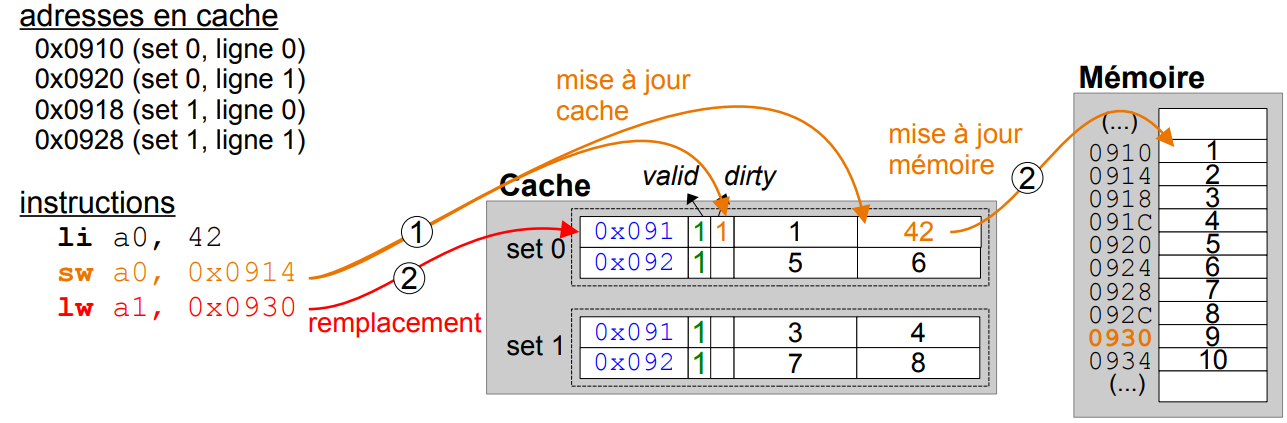 adresses en cache
0x0910 (set 0, ligne 0)
0x0920 (set 0, ligne 1)
0x0918 (set 1, ligne 0)
0x0928 (set 1, ligne 1)
instructions
li a0, 42
sw a0, 0x0914
lw a1, 0x0930
1
2
remplacement
mise à jour
cache
Cache
valid dirty
set 0
0x091 1 1 1 42
0x092 1 5 6
set 1
0x091 1 3 4
0x092 1 7 8
mise à jour
mémoire
2
Mémoire
(...)
0910 1
0914 2
0918 3
091C 4
0920 5
0924 6
0928 7
092C 8
0930 9
0934 10
(...)